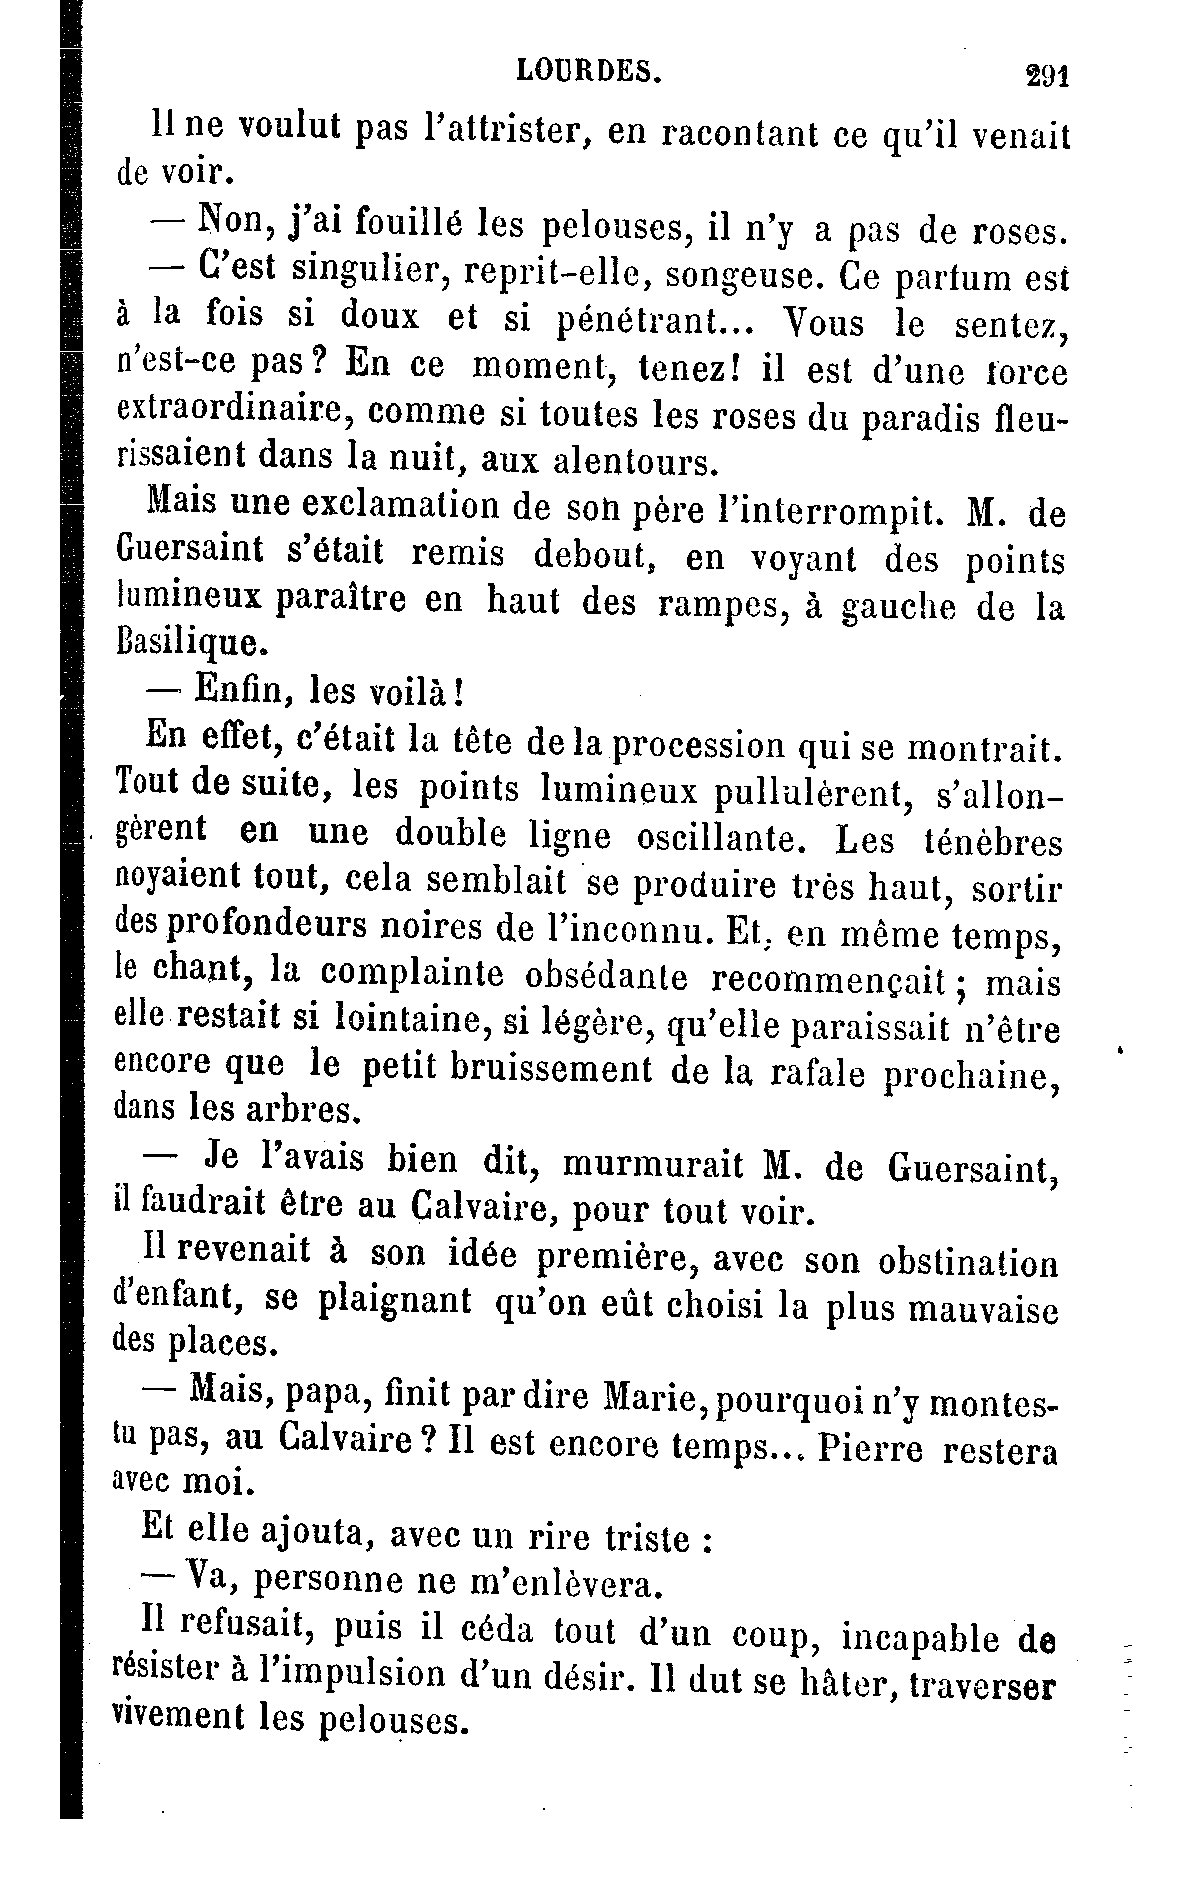 LOURDES. 291
Il ne voulut pas l'attrister, en racontant ce qu'il venait
de voir.
— Non, j'ai fouillé les pelouses, il n'y a pas de roses.
— C'est singulier, reprit-elle, songeuse. Ce parfum est
à la fois si doux et si pénétrant... Vous le sentez,
n'est-ce pas ? En ce moment, tenez! il est d'une force
extraordinaire, comme si toutes les roses du paradis fleu-
rissaient dans la nuit, aux alentours.
Mais une exclamation de son père l'interrompit. M. de
Guersaint s'était remis debout, en voyant des points
lumineux paraître en haut des rampes, à gauche de la
Basilique.
— Enfin, les voilà !
En effet, c'était la tête de la procession qui se montrait.
Tout de suite, les points lumineux pullulèrent, s'allon-
gèrent en une double ligne oscillante. Les ténèbres
noyaient tout, cela semblait se produire très haut, sortir
des profondeurs noires de l'inconnu. Et, en même temps,
le chant, la complainte obsédante recommençait ; mais
elle restait si lointaine, si légère, qu'elle paraissait n'être
encore que le petit bruissement de la rafale prochaine,
dans les arbres.
— Je l'avais bien dit, murmurait M. de Guersaint,
il faudrait être au Calvaire, pour tout voir.
Il revenait à son idée première, avec son obstination
d'enfant, se plaignant qu'on eût choisi la plus mauvaise
des places.
— Mais, papa, finit par dire Marie, pourquoi n'y montes-
tu pas, au Calvaire ? Il est encore temps... Pierre restera
avec moi.
Et elle ajouta, avec un rire triste :
— Va, personne ne m'enlèvera.
Il refusait, puis il céda tout d'un coup, incapable de
résister à l'impulsion d'un désir. Il dut se hâter, traverser
vivement les pelouses.